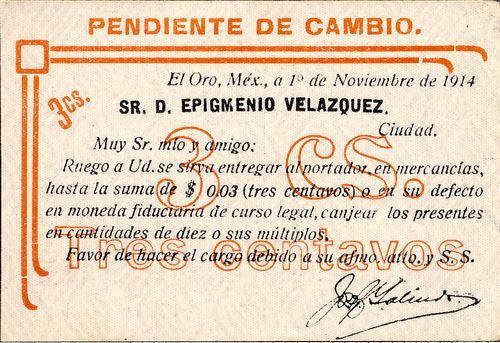 PENDIENTE DE CAMBIO.
3cs.
El Oro, Méx., a 1º de Noviembre de 1914
SR. D. EPIGMENIO VELAZQUEZ.
Ciudad.
3 CS.
Muy Sr. mío y amigo:
Ruego a Ud. se sirva entregar al portador, en mercancías,
hasta la suma de $ 0.03 (tres centavos) o en su defecto
en moneda fiduciaria de curso legal, canjear los presentes
en cantidades de diez o sus múltiplos.
Tres centavos
Favor de hacer el cargo debido a su afmo. atto. y S. S.